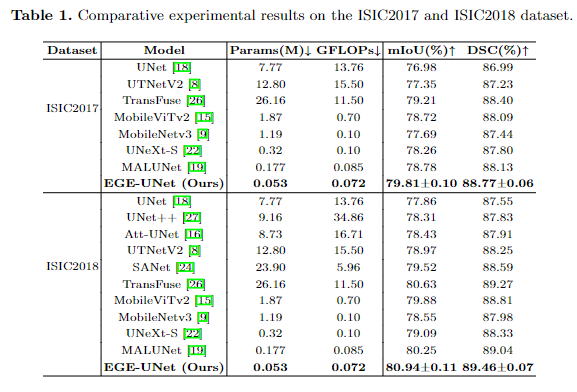 Table 1. Comparative experimental results on the ISIC2017 and ISIC2018 dataset.
Dataset Model Params(M)↓ GFLOPs↓ mIoU(%)↑ DSC(%)↑
ISIC2017
UNet [18] 7.77 13.76 76.98 86.99
UTNetV2 [8] 12.80 15.50 77.35 87.23
TransFuse [26] 26.16 11.50 79.21 88.40
MobileViTv2 [15] 1.87 0.70 78.72 88.09
MobileNetv3 [9] 1.19 0.10 77.69 87.44
UNeXt-S [22] 0.32 0.10 78.26 87.80
MALUNet [19] 0.177 0.085 78.78 88.13
EGE-UNet (Ours) 0.053 0.072 79.81±0.10 88.77±0.06
ISIC2018
UNet [18] 7.77 13.76 77.86 87.55
UNet++ [27] 9.16 34.86 78.31 87.83
Att-UNet [16] 8.73 16.71 78.43 87.91
UTNetV2 [8] 12.80 15.50 78.97 88.25
SANet [24] 23.90 5.96 79.52 88.59
TransFuse [26] 26.16 11.50 80.63 89.27
MobileViTv2 [15] 1.87 0.70 79.88 88.81
MobileNetv3 [9] 1.19 0.10 78.55 87.98
UNeXt-S [22] 0.32 0.10 79.09 88.33
MALUNet [19] 0.177 0.085 80.25 89.04
EGE-UNet (Ours) 0.053 0.072 80.94±0.11 89.46±0.07